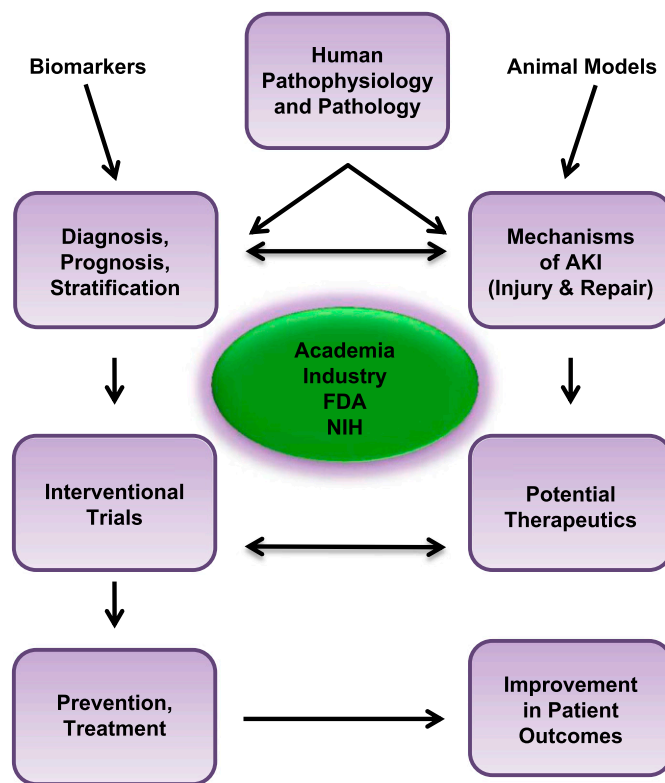 Biomarkers
Human
Pathophysiology
and Pathology
Animal Models
Diagnosis,
Prognosis,
Stratification
Mechanisms
of AKI
(Injury & Repair)
Academia
Industry
FDA
NIH
Interventional
Trials
Potential
Therapeutics
Prevention,
Treatment
Improvement
in Patient
Outcomes